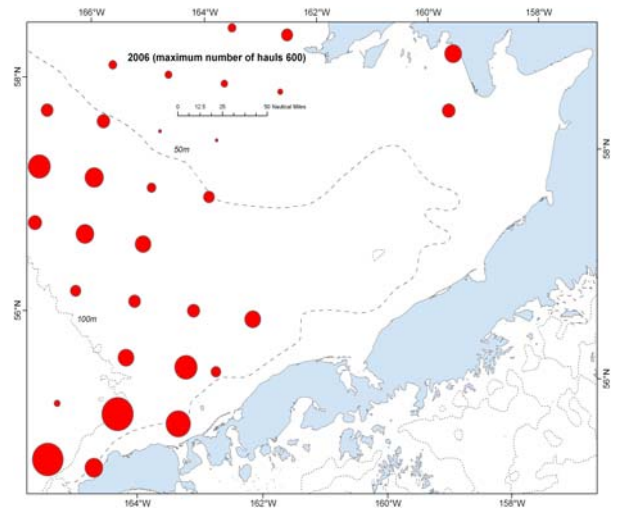 166°W 164°W 162°W 160°W 158°W
2006 (maximum number of hauls 600)
58°N
0 12.5 25 50 Nautical Miles
50m
58°N
56°N
100m
56°N
164°W 162°W 160°W 158°W